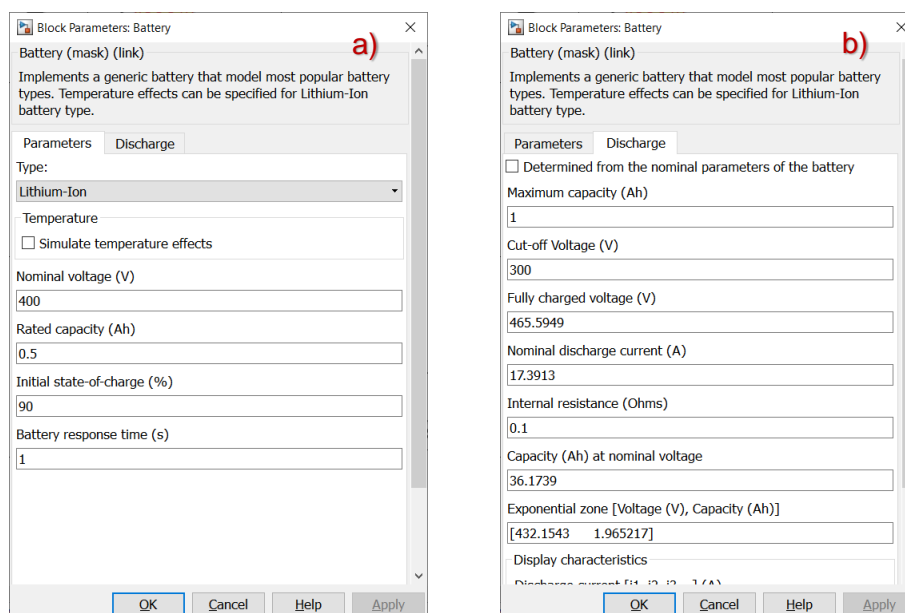 Block Parameters: Battery
a)
Battery (mask) (link)
Implements a generic battery that model most popular battery
types. Temperature effects can be specified for Lithium-Ion
battery type.
Parameters Discharge
Type:
Lithium-Ion
Temperature
Simulate temperature effects
Nominal voltage (V)
400
Rated capacity (Ah)
0.5
Initial state-of-charge (%)
90
Battery response time (s)
1
OK Cancel Help Apply
Block Parameters: Battery
b)
Battery (mask) (link)
Implements a generic battery that model most popular battery
types. Temperature effects can be specified for Lithium-Ion
battery type.
Parameters Discharge
Determined from the nominal parameters of the battery
Maximum capacity (Ah)
1
Cut-off Voltage (V)
300
Fully charged voltage (V)
465.5949
Nominal discharge current (A)
17.3913
Internal resistance (Ohms)
0.1
Capacity (Ah) at nominal voltage
36.1739
Exponential zone [Voltage (V), Capacity (Ah)]
[432.1543 1.965217]
Display characteristics
Discharge current [i1, i2, i3,...] (A)
OK Cancel Help Apply